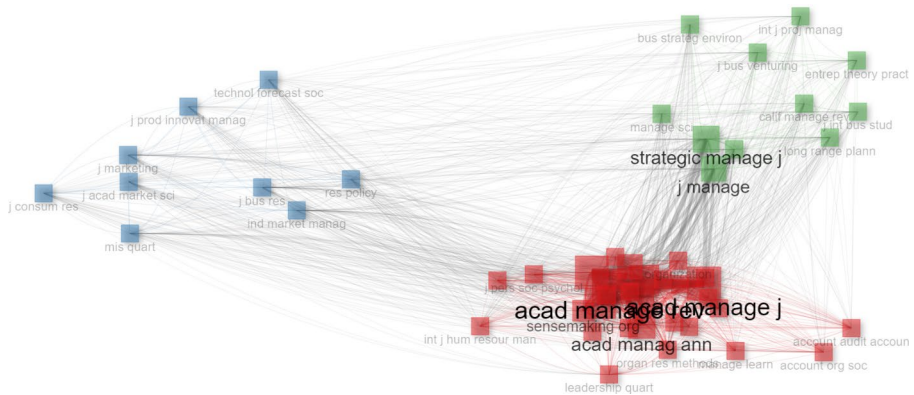 int j proj manag
bus strateg environ
j bus venturing
entrep theory pract
technol forecast soc
j prod innovat manag
manage sci
calif manage rev
j int bus stud
long range plann
strategic manage j
j manage
j marketing
j acad market sci
j consum res
j bus res
res policy
ind market manag
mis quart
j pers soc psychol
acad manage rev
acad manage j
sensemaking org
int j hum resour man
acad manag ann
account audit accoun
organ res methods
manage learn
account org soc
leadership quart